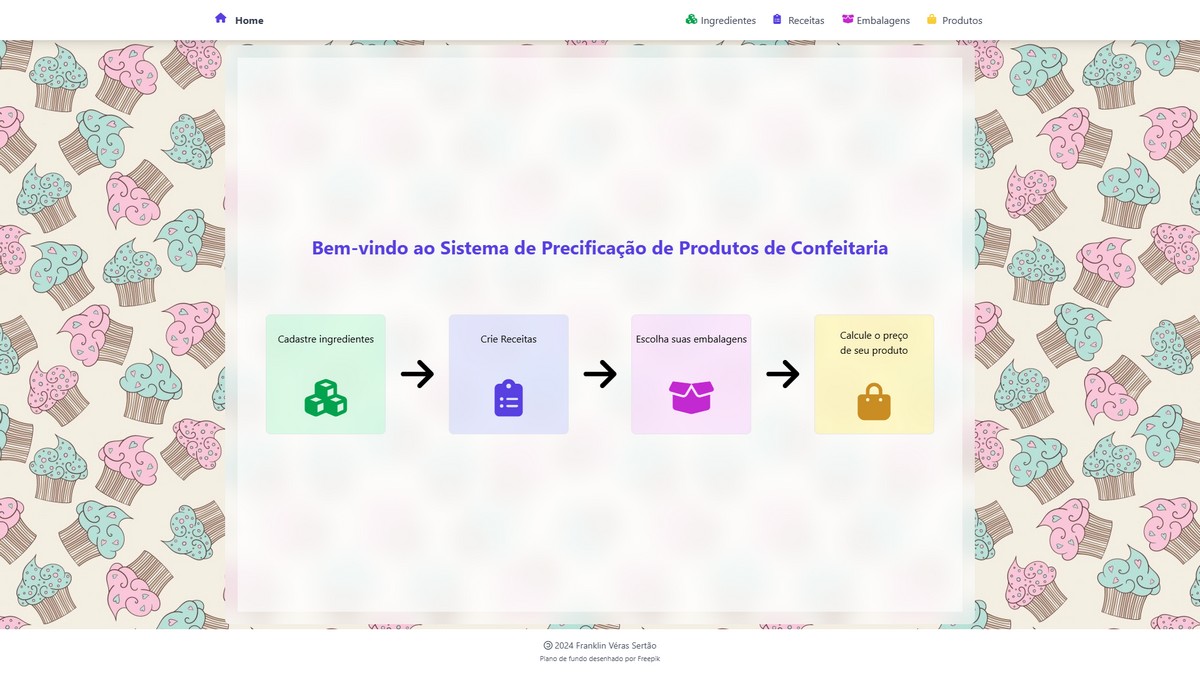 Home
Ingredientes
Receitas
Embalagens
Produtos
Bem-vindo ao Sistema de Precificação de Produtos de Confeitaria
Cadastre ingredientes
Crie Receitas
Escolha suas embalagens
Calcule o preço
de seu produto
2024 Franklin Véras Sertão
Plano de fundo desenhado por Freepik